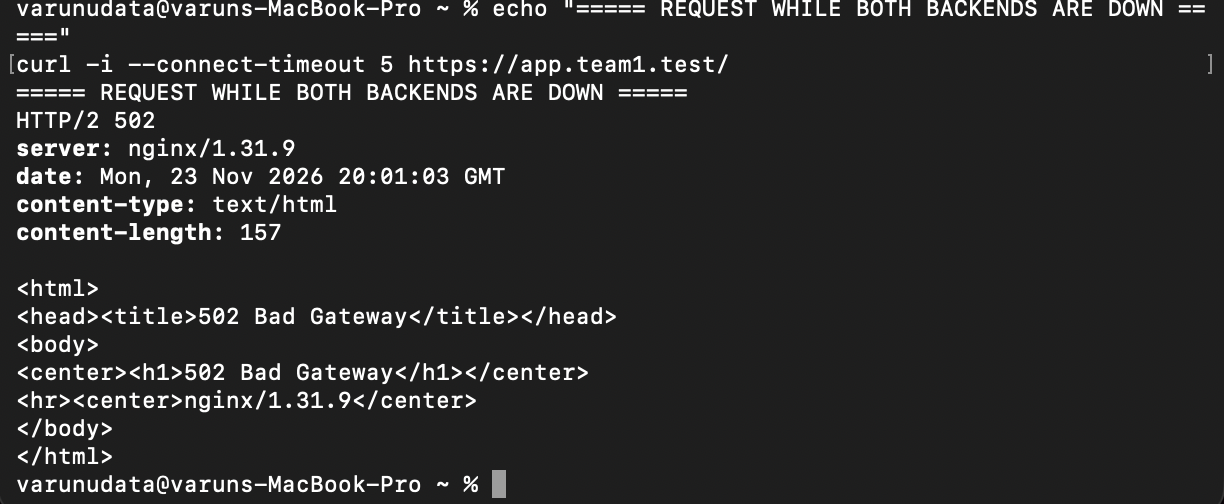 varunudata@varuns-MacBook-Pro ~ % echo "===== REQUEST WHILE BOTH BACKENDS ARE DOWN ==
==="
[curl -i --connect-timeout 5 https://app.team1.test/ ]
===== REQUEST WHILE BOTH BACKENDS ARE DOWN =====
HTTP/2 502
server: nginx/1.31.9
date: Mon, 23 Nov 2026 20:01:03 GMT
content-type: text/html
content-length: 157

<html>
<head><title>502 Bad Gateway</title></head>
<body>
<center><h1>502 Bad Gateway</h1></center>
<hr><center>nginx/1.31.9</center>
</body>
</html>
varunudata@varuns-MacBook-Pro ~ %